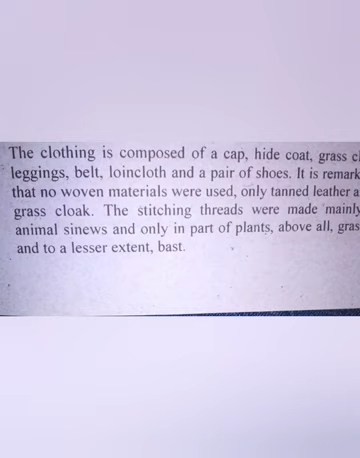 The clothing is composed of a cap, hide coat, grass
leggings, belt, loincloth and a pair of shoes. It is
that no woven materials were used, only tanned leather
grass cloak. The stitching threads were made mainly
animal sinews and only in part of plants, above all,
and to a lesser extent, bast.